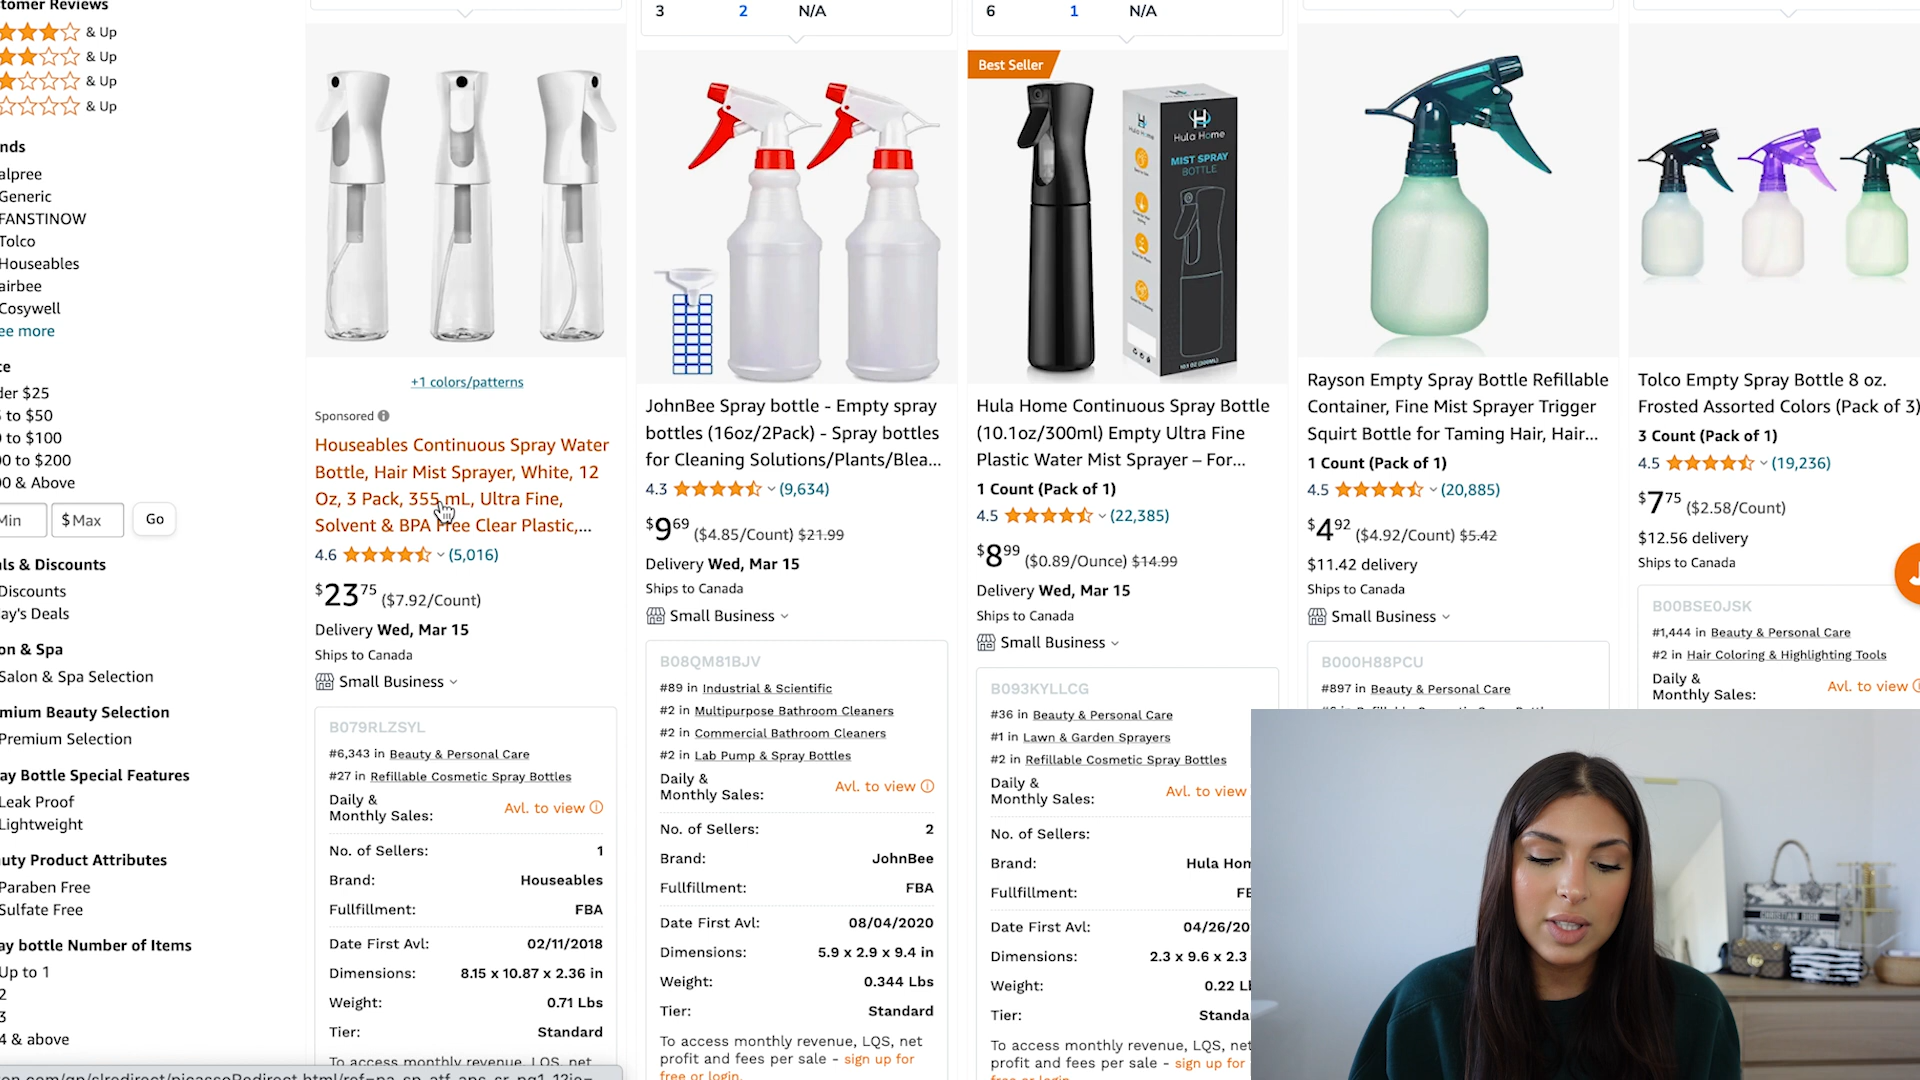 tomer Reviews
& Up
& Up
& Up
& Up
nds
alpree
Generic
FANSTINOW
Tolco
Houseables
airbee
Cosywell
ee more
ce
der $25
to $50
to $100
00 to $200
00 & Above
Min
$ Max
Go
als & Discounts
Discounts
ay's Deals
on & Spa
Salon & Spa Selection
mium Beauty Selection
Premium Selection
ay Bottle Special Features
Leak Proof
Lightweight
uty Product Attributes
Paraben Free
Sulfate Free
ay bottle Number of Items
Up to 1
2
3
4 & above
+1 colors/patterns
Sponsored
Houseables Continuous Spray Water
Bottle, Hair Mist Sprayer, White, 12
Oz, 3 Pack, 355 mL, Ultra Fine,
Solvent & BPA Free Clear Plastic,...
4.6 (5,016)
$23 75 ($7.92/Count)
Delivery Wed, Mar 15
Ships to Canada
Small Business
B079RLZSYL
#6,343 in Beauty & Personal Care
#27 in Refillable Cosmetic Spray Bottles
Daily &
Monthly Sales: Avl. to view
No. of Sellers: 1
Brand: Houseables
Fullfillment: FBA
Date First Avl: 02/11/2018
Dimensions: 8.15 x 10.87 x 2.36 in
Weight: 0.71 Lbs
Tier: Standard
To access monthly revenue, LQS, net
3 2 N/A
JohnBee Spray bottle - Empty spray
bottles (16oz/2Pack) - Spray bottles
for Cleaning Solutions/Plants/Blea...
4.3 (9,634)
$9 69 ($4.85/Count) $21.99
Delivery Wed, Mar 15
Ships to Canada
Small Business
B08QM81BJV
#89 in Industrial & Scientific
#2 in Multipurpose Bathroom Cleaners
#2 in Commercial Bathroom Cleaners
#2 in Lab Pump & Spray Bottles
Daily &
Monthly Sales: Avl. to view
No. of Sellers: 2
Brand: JohnBee
Fullfillment: FBA
Date First Avl: 08/04/2020
Dimensions: 5.9 x 2.9 x 9.4 in
Weight: 0.344 Lbs
Tier: Standard
To access monthly revenue, LQS, net
profit and fees per sale - sign up for
free or login.
6 1 N/A
Best Seller
Hula Home
MIST SPRAY
BOTTLE
10.1 OZ (300ML)
Hula Home Continuous Spray Bottle
(10.1oz/300ml) Empty Ultra Fine
Plastic Water Mist Sprayer – For...
1 Count (Pack of 1)
4.5 (22,385)
$8 99 ($0.89/Ounce) $14.99
Delivery Wed, Mar 15
Ships to Canada
Small Business
B093KYLLCG
#36 in Beauty & Personal Care
#1 in Lawn & Garden Sprayers
#2 in Refillable Cosmetic Spray Bottles
Daily &
Monthly Sales: Avl. to view
No. of Sellers:
Brand: Hula Hom
Fullfillment: FB
Date First Avl: 04/26/20
Dimensions: 2.3 x 9.6 x 2.3
Weight: 0.22 Lb
Tier: Standa
To access monthly revenue, LQS, net
profit and fees per sale - sign up for
free or login.
Rayson Empty Spray Bottle Refillable
Container, Fine Mist Sprayer Trigger
Squirt Bottle for Taming Hair, Hair...
1 Count (Pack of 1)
4.5 (20,885)
$4 92 ($4.92/Count) $5.42
$11.42 delivery
Ships to Canada
Small Business
B000H88PCU
#897 in Beauty & Personal Care
Tolco Empty Spray Bottle 8 oz.
Frosted Assorted Colors (Pack of 3)
3 Count (Pack of 1)
4.5 (19,236)
$7 75 ($2.58/Count)
$12.56 delivery
Ships to Canada
B00BSE0JSK
#1,444 in Beauty & Personal Care
#2 in Hair Coloring & Highlighting Tools
Daily &
Monthly Sales: Avl. to view
CHRISTIAN DIOR